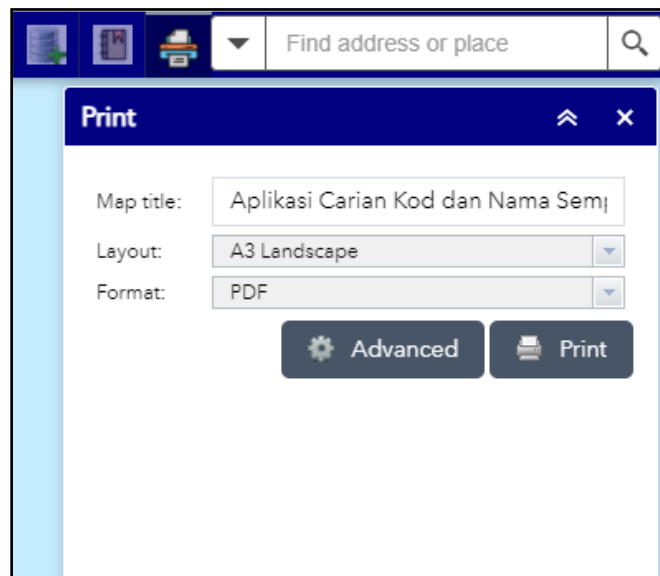 Find address or place
Print
Map title: Aplikasi Carian Kod dan Nama
Layout: A3 Landscape
Format: PDF
Advanced Print